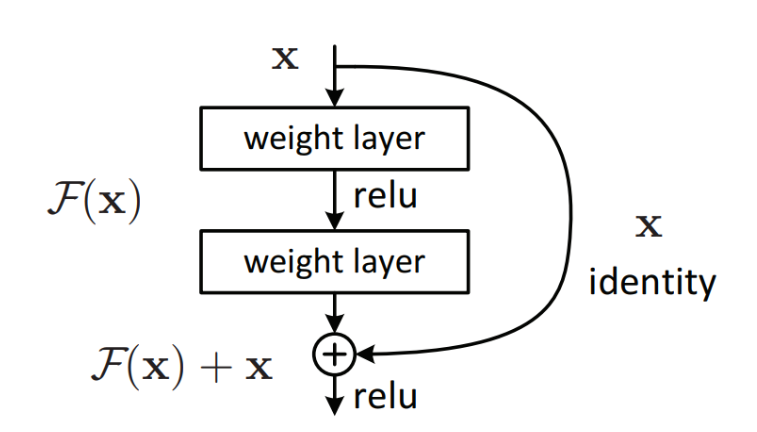 x
weight layer
relu
F(x)
x
weight layer
identity
F(x) + x
+
relu